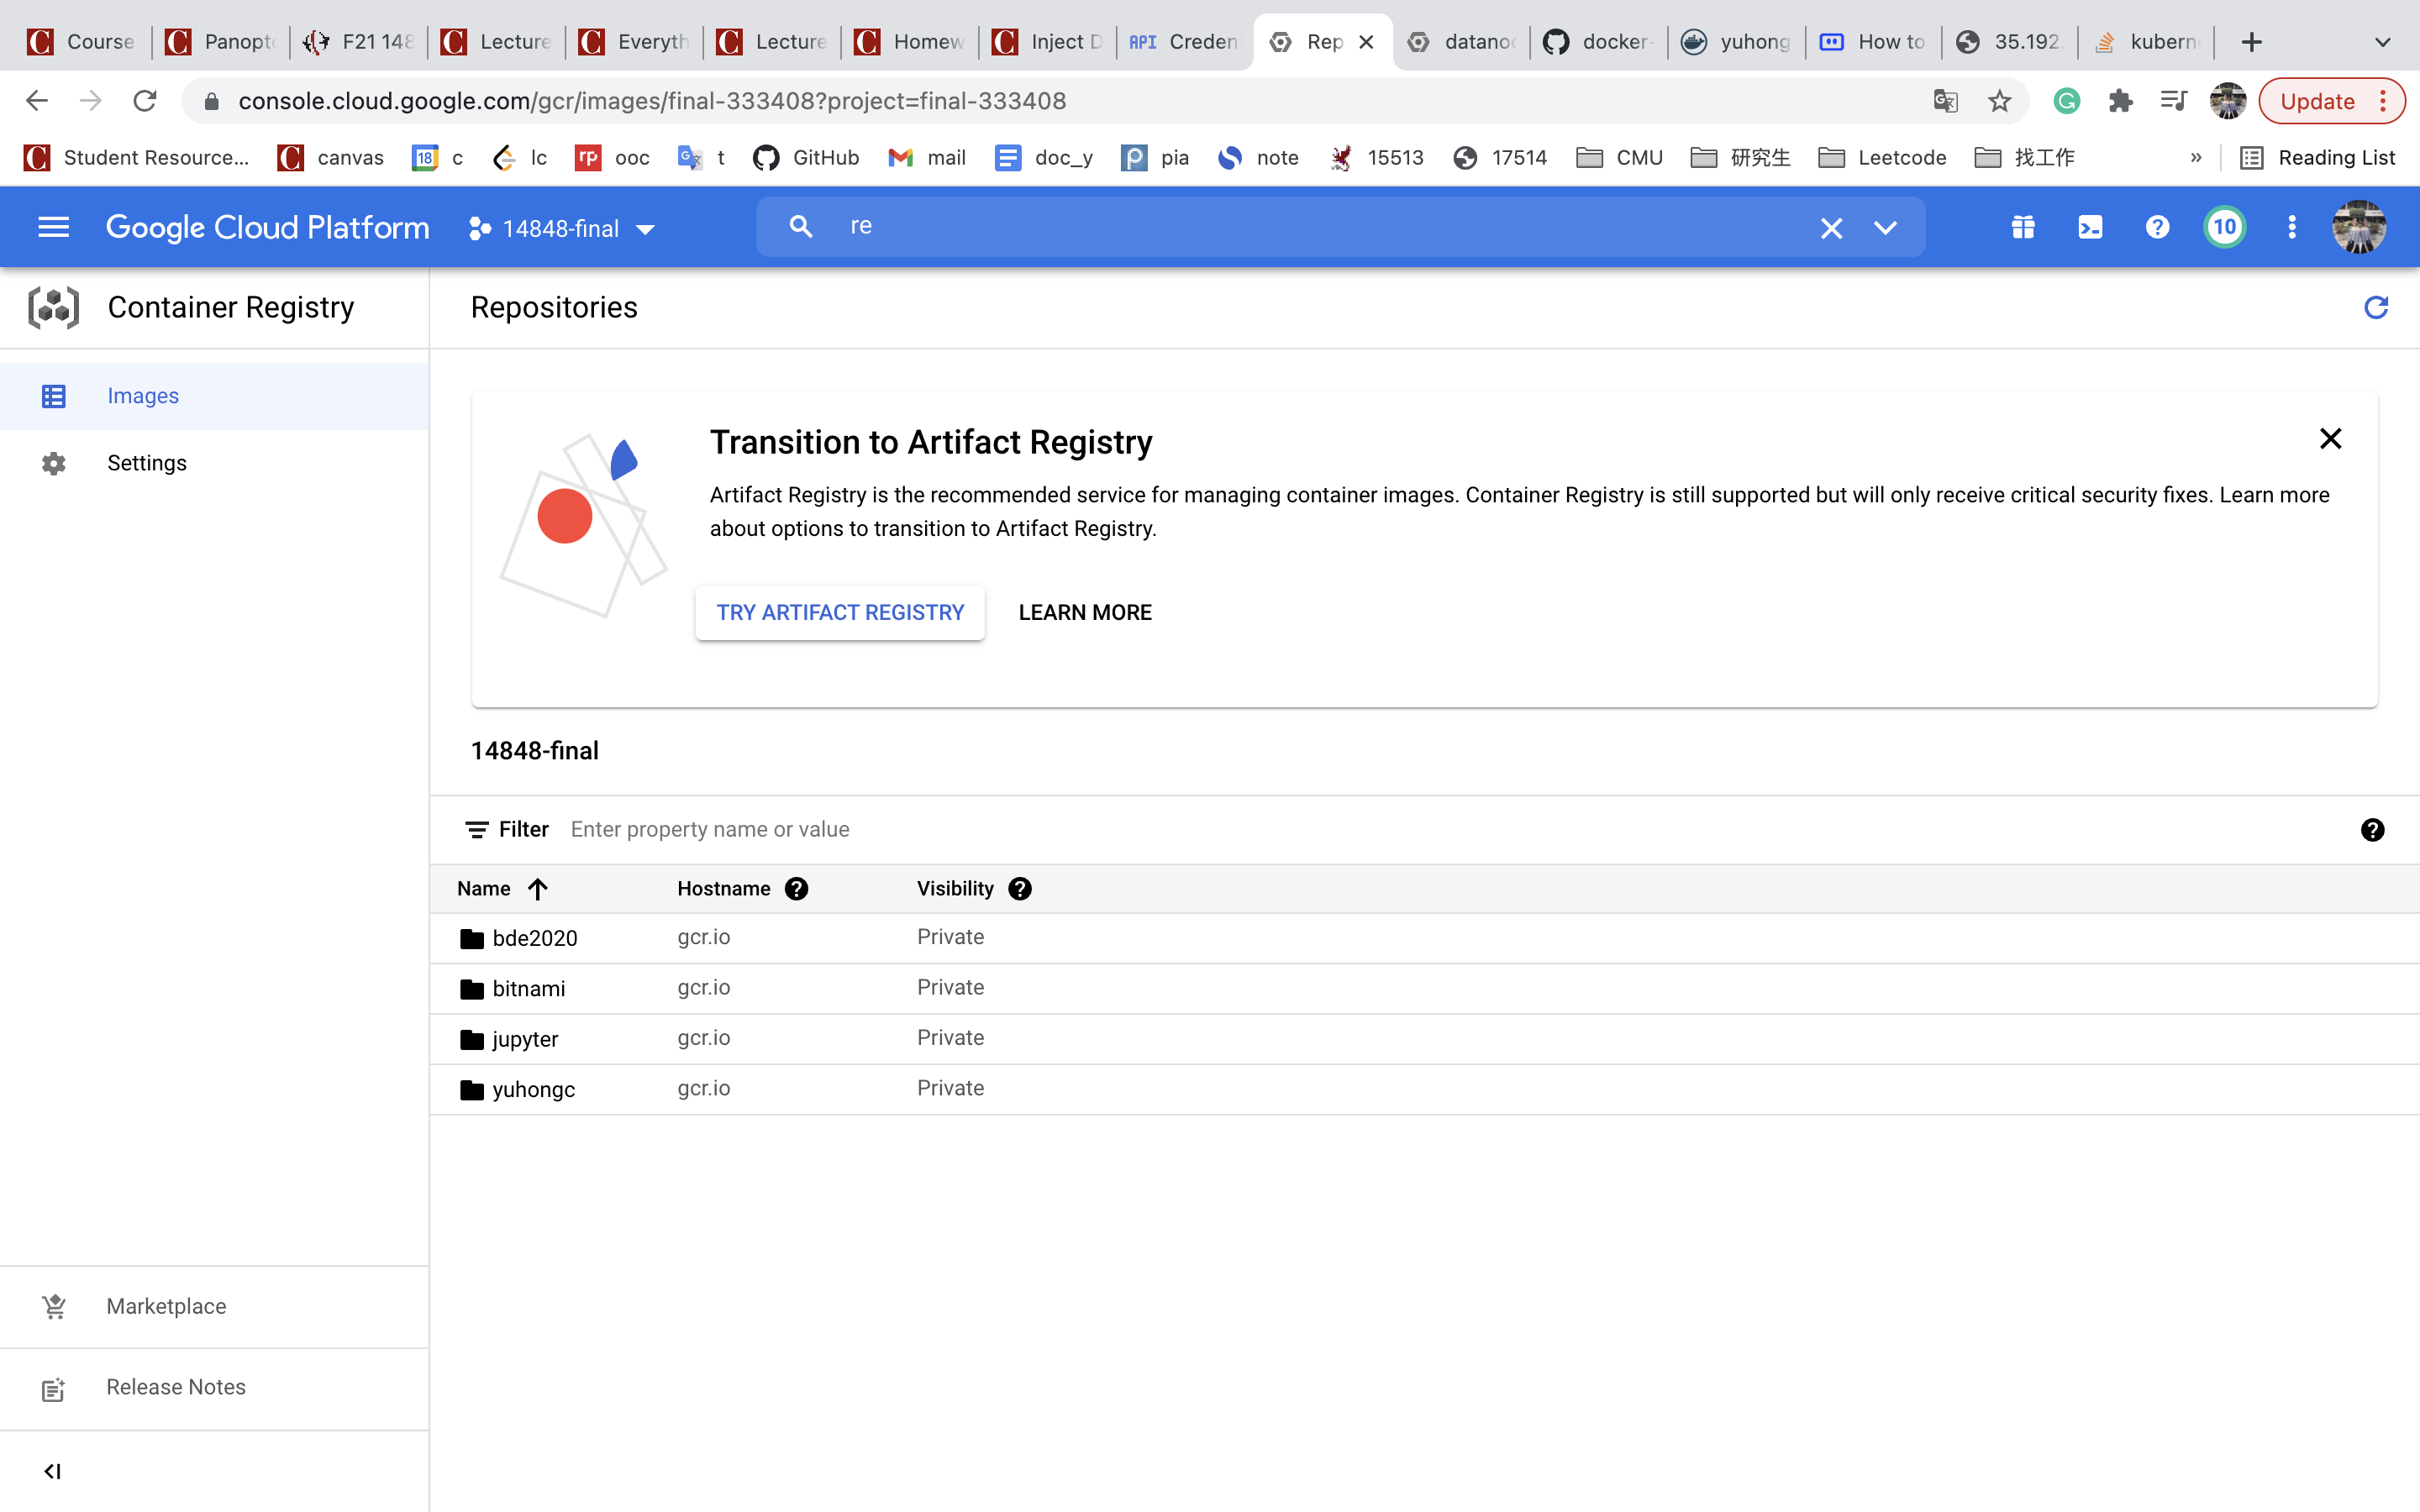 Course
Panopt
F21 148
Lecture
Everyth
Lecture
Homew
Inject D
API Creden
Rep
datanod
docker-
yuhong
How to
35.192.
kuberne
console.cloud.google.com/gcr/images/final-333408?project=final-333408
Update
Student Resource...
canvas
18 c
lc
rp ooc
t
GitHub
mail
doc_y
pia
note
15513
17514
CMU
研究生
Leetcode
找工作
»
Reading List
Google Cloud Platform
14848-final
re
10
Container Registry
Repositories
Images
Settings
Transition to Artifact Registry
Artifact Registry is the recommended service for managing container images. Container Registry is still supported but will only receive critical security fixes. Learn more
about options to transition to Artifact Registry.
TRY ARTIFACT REGISTRY
LEARN MORE
14848-final
Filter Enter property name or value
Name Hostname Visibility
bde2020 gcr.io Private
bitnami gcr.io Private
jupyter gcr.io Private
yuhongc gcr.io Private
Marketplace
Release Notes